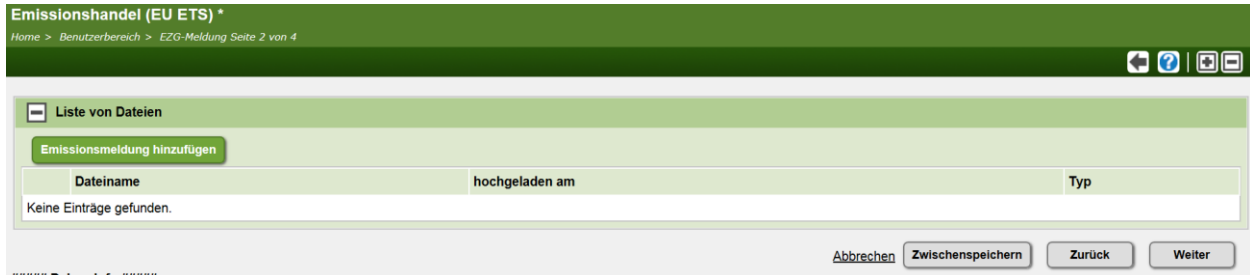 Emissionshandel (EU ETS) *
Home > Benutzerbereich > EZG-Meldung Seite 2 von 4
Liste von Dateien
Emissionsmeldung hinzufügen
Dateiname hochgeladen am Typ
Keine Einträge gefunden.
Abbrechen Zwischenspeichern Zurück Weiter